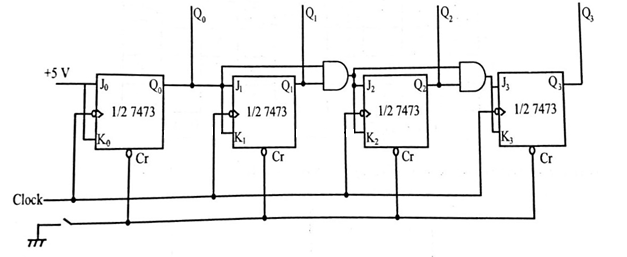 Q₀ Q₁ Q₂ Q₃
+5 V
J₀ Q₀ J₁ Q₁ J₂ Q₂ J₃ Q₃
1/2 7473 1/2 7473 1/2 7473 1/2 7473
K₀ K₁ K₂ K₃
Cr Cr Cr Cr
Clock